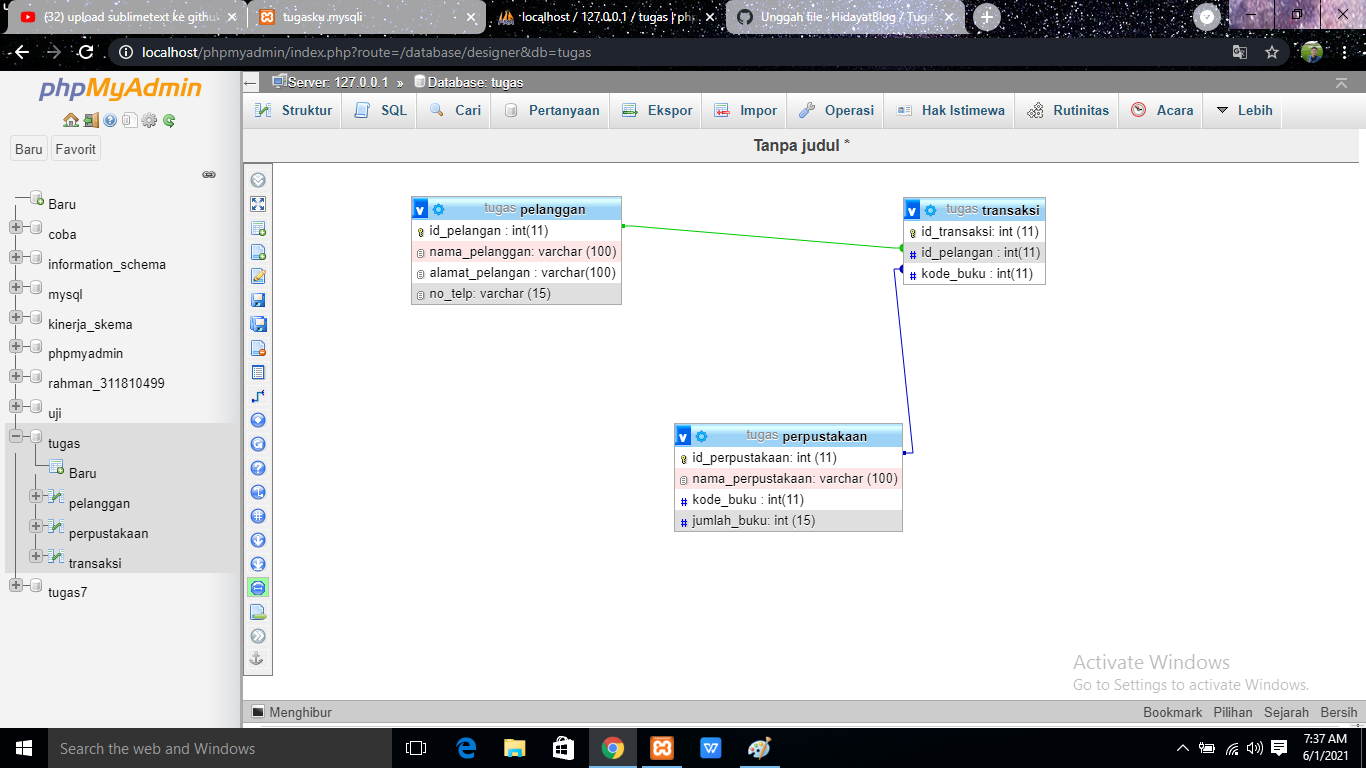 (32) upload sublimetext ke githu
tugasku.mysqli
localhost / 127.0.0.1 / tugas | ph
Unggah file · HidayatBlog / Tuga
localhost/phpmyadmin/index.php?route=/database/designer&db=tugas
phpMyAdmin
Baru Favorit
Baru
coba
information_schema
mysql
kinerja_skema
phpmyadmin
rahman_311810499
uji
tugas
Baru
pelanggan
perpustakaan
transaksi
tugas7
Server: 127.0.0.1 » Database: tugas
Struktur SQL Cari Pertanyaan Ekspor Impor Operasi Hak Istimewa Rutinitas Acara Lebih
Tanpa judul *
v tugas pelanggan
id_pelangan : int(11)
nama_pelanggan: varchar (100)
alamat_pelangan : varchar(100)
no_telp: varchar (15)
v tugas transaksi
id_transaksi: int (11)
# id_pelangan : int(11)
# kode_buku : int(11)
v tugas perpustakaan
id_perpustakaan: int (11)
nama_perpustakaan: varchar (100)
# kode_buku : int(11)
# jumlah_buku: int (15)
Activate Windows
Go to Settings to activate Windows.
Menghibur
Bookmark Pilihan Sejarah Bersih
Search the web and Windows
7:37 AM
6/1/2021